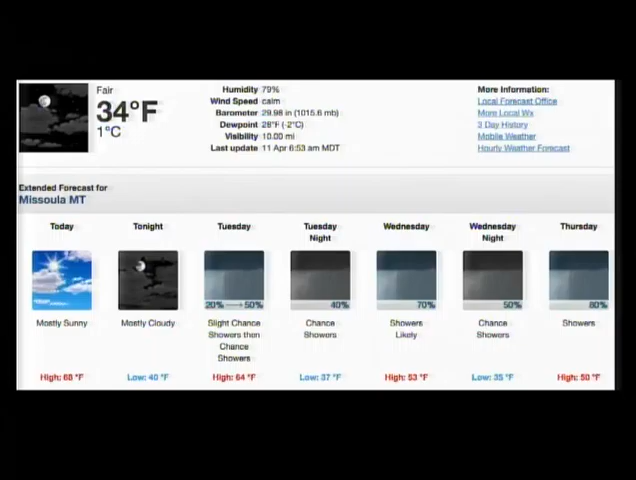 Fair
34°F
1°C
Humidity 79%
Wind Speed calm
Barometer 29.98 in (1015.6 mb)
Dewpoint 28°F (-2°C)
Visibility 10.00 mi
Last update 11 Apr 6:53 am MDT
More Information:
Local Forecast Office
More Local Wx
3 Day History
Mobile Weather
Hourly Weather Forecast
Extended Forecast for
Missoula MT
Today
Tonight
Tuesday
Tuesday
Night
Wednesday
Wednesday
Night
Thursday
20% 50%
40%
70%
50%
80%
Mostly Sunny
Mostly Cloudy
Slight Chance
Showers then
Chance
Showers
Chance
Showers
Showers
Likely
Chance
Showers
Showers
High: 68 °F
Low: 40 °F
High: 64 °F
Low: 37 °F
High: 53 °F
Low: 35 °F
High: 50 °F